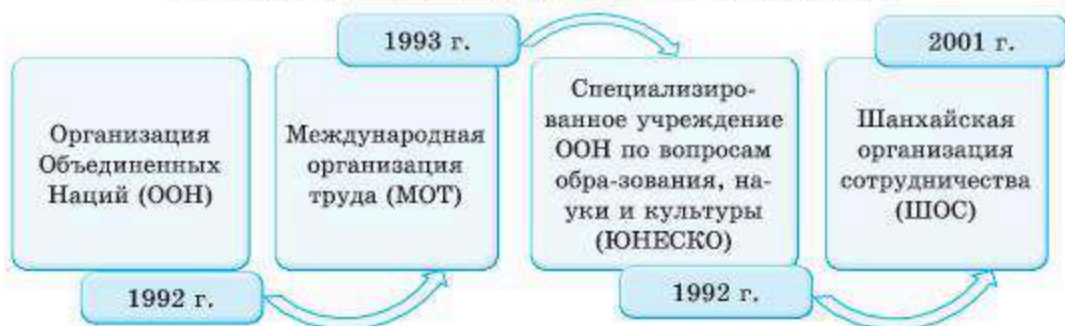 1993 г.
2001 г.
Организация
Объединенных
Наций (ООН)
Международная
организация
труда (МОТ)
Специализиро-
ванное учреждение
ООН по вопросам
обра-зования, на-
уки и культуры
(ЮНЕСКО)
Шанхайская
организация
сотрудничества
(ШОС)
1992 г.
1992 г.